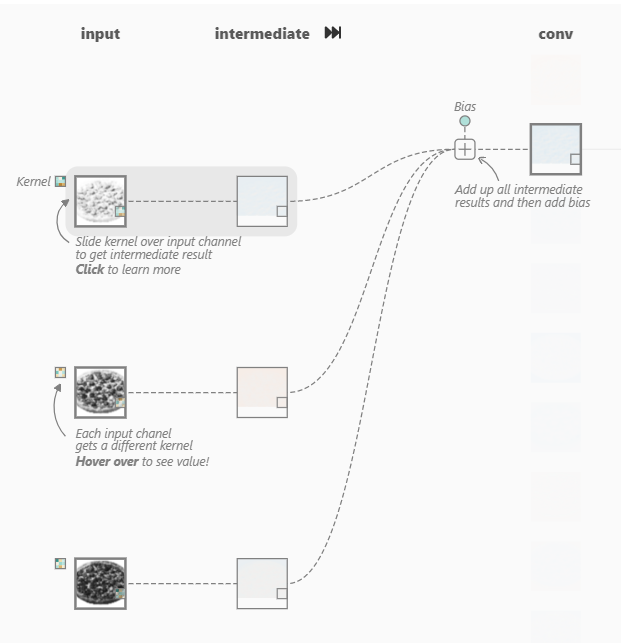 input
intermediate
conv
Bias
Kernel
Add up all intermediate
results and then add bias
Slide kernel over input channel
to get intermediate result
Click to learn more
Each input chanel
gets a different kernel
Hover over to see value!